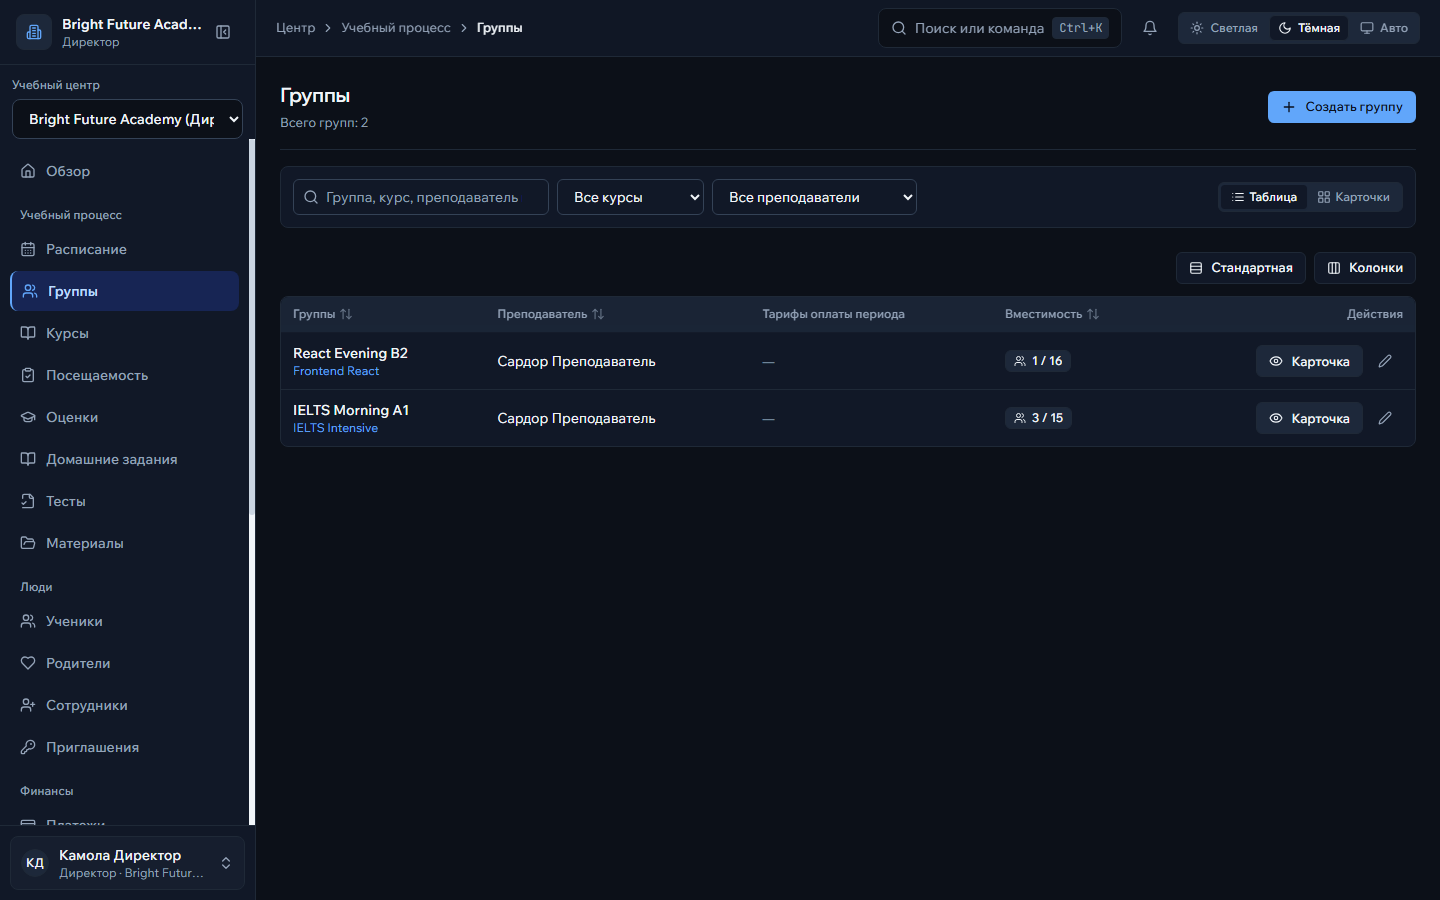 Bright Future Acad...
Директор
Учебный центр
Bright Future Academy (Дир
Обзор
Учебный процесс
Расписание
Группы
Курсы
Посещаемость
Оценки
Домашние задания
Тесты
Материалы
Люди
Ученики
Родители
Сотрудники
Приглашения
Финансы
Платежи
КД
Камола Директор
Директор · Bright Futur...
Центр > Учебный процесс > Группы
Поиск или команда Ctrl+K
Светлая Тёмная Авто
Группы
Всего групп: 2
Создать группу
Группа, курс, преподаватель
Все курсы
Все преподаватели
Таблица Карточки
Стандартная Колонки
Группы Преподаватель Тарифы оплаты периода Вместимость Действия
React Evening B2
Frontend React
Сардор Преподаватель — 1 / 16 Карточка
IELTS Morning A1
IELTS Intensive
Сардор Преподаватель — 3 / 15 Карточка